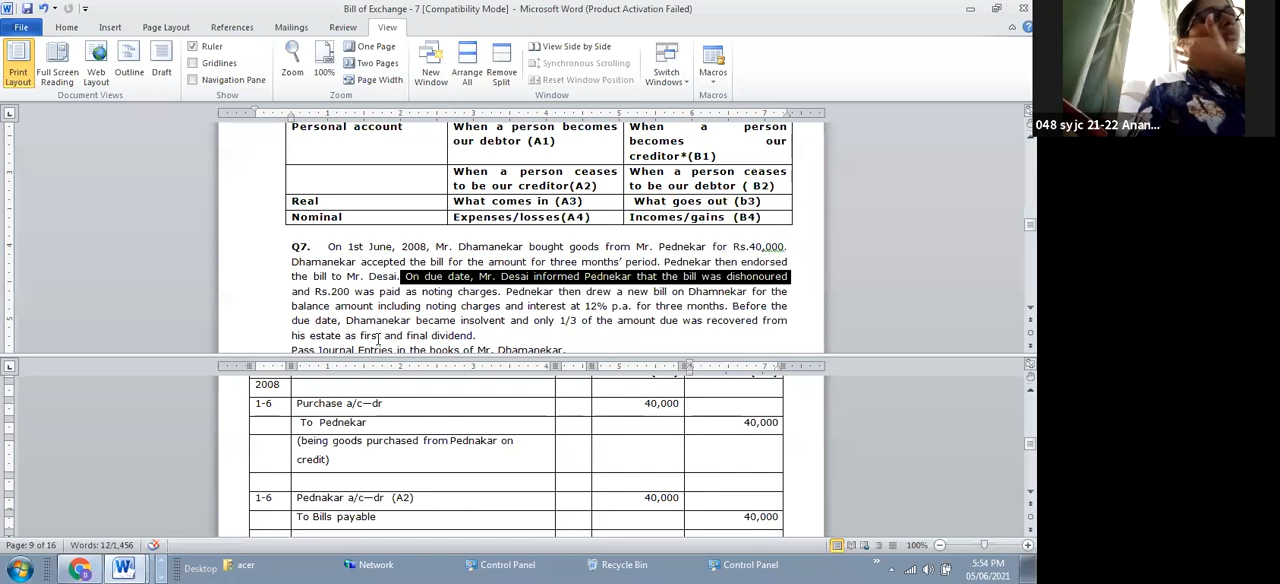 Bill of Exchange - 7 [Compatibility Mode] - Microsoft Word (Product Activation Failed)
File Home Insert Page Layout References Mailings Review View
Print Layout
Full Screen Reading
Web Layout
Outline
Draft
Document Views
Ruler
Gridlines
Navigation Pane
Show
Zoom
100%
One Page
Two Pages
Page Width
Zoom
New Window
Arrange All
Remove Split
View Side by Side
Synchronous Scrolling
Reset Window Position
Window
Switch Windows
Macros
Macros
048 syjc 21-22 Anan...
Personal account When a person becomes our debtor (A1) When a person becomes our creditor*(B1)
When a person ceases to be our creditor(A2) When a person ceases to be our debtor ( B2)
Real What comes in (A3) What goes out (b3)
Nominal Expenses/losses(A4) Incomes/gains (B4)
Q7. On 1st June, 2008, Mr. Dhamanekar bought goods from Mr. Pednekar for Rs.40,000.
Dhamanekar accepted the bill for the amount for three months' period. Pednekar then endorsed
the bill to Mr. Desai. On due date, Mr. Desai informed Pednekar that the bill was dishonoured
and Rs.200 was paid as noting charges. Pednekar then drew a new bill on Dhamnekar for the
balance amount including noting charges and interest at 12% p.a. for three months. Before the
due date, Dhamanekar became insolvent and only 1/3 of the amount due was recovered from
his estate as first and final dividend.
Pass Journal Entries in the books of Mr. Dhamanekar.
2008
1-6 Purchase a/c—dr 40,000
To Pednekar 40,000
(being goods purchased from Pednakar on
credit)
1-6 Pednakar a/c—dr (A2) 40,000
To Bills payable 40,000
Page: 9 of 16 Words: 12/1,456 100%
Desktop acer Network Control Panel Recycle Bin Control Panel
5:54 PM
05/06/2021